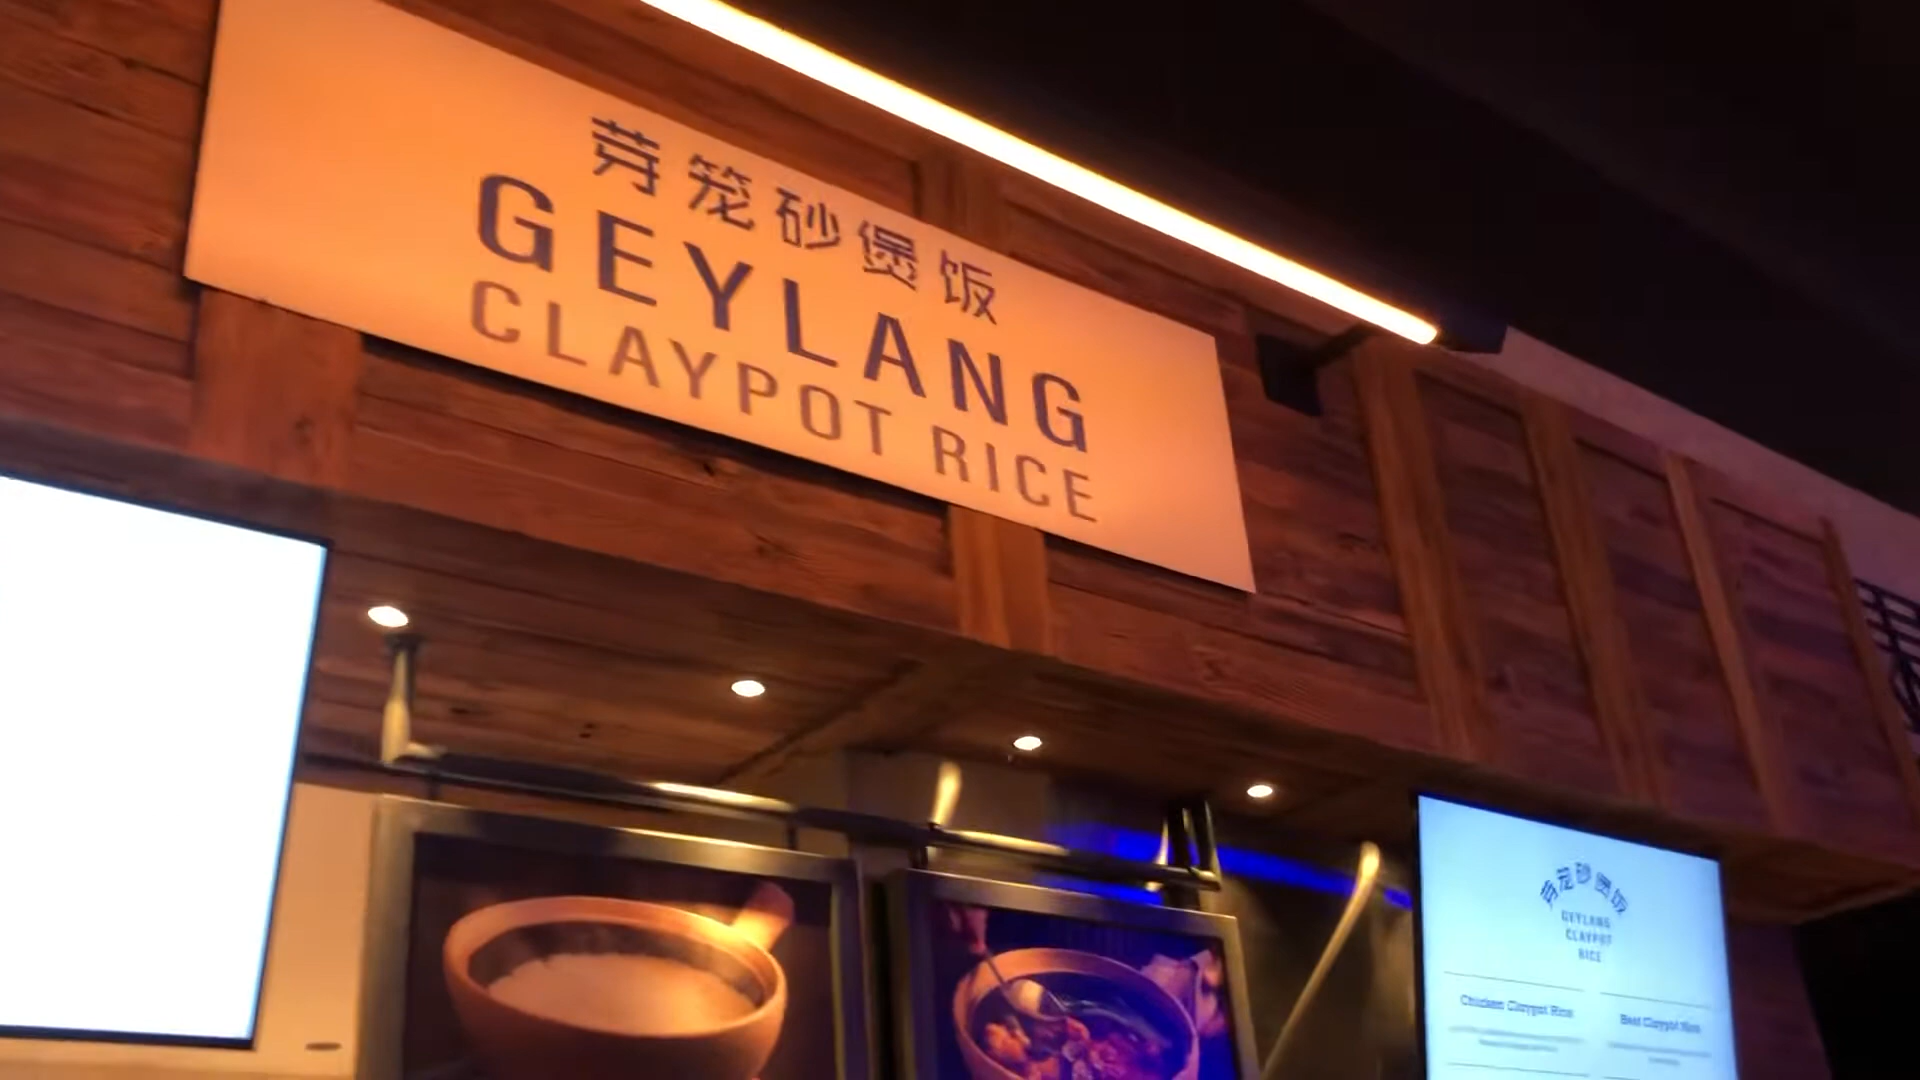 芽笼砂煲饭
GEYLANG
CLAYPOT RICE
芽笼砂煲饭
GEYLANG
CLAYPOT
RICE
Chicken Claypot Rice
Beef Claypot Rice